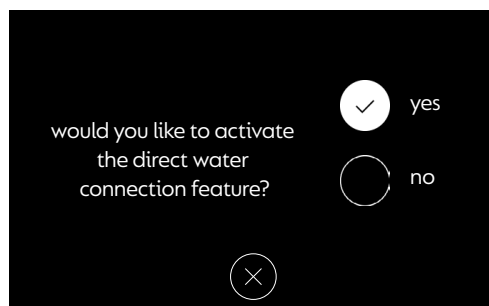 would you like to activate
the direct water
connection feature?
yes
no